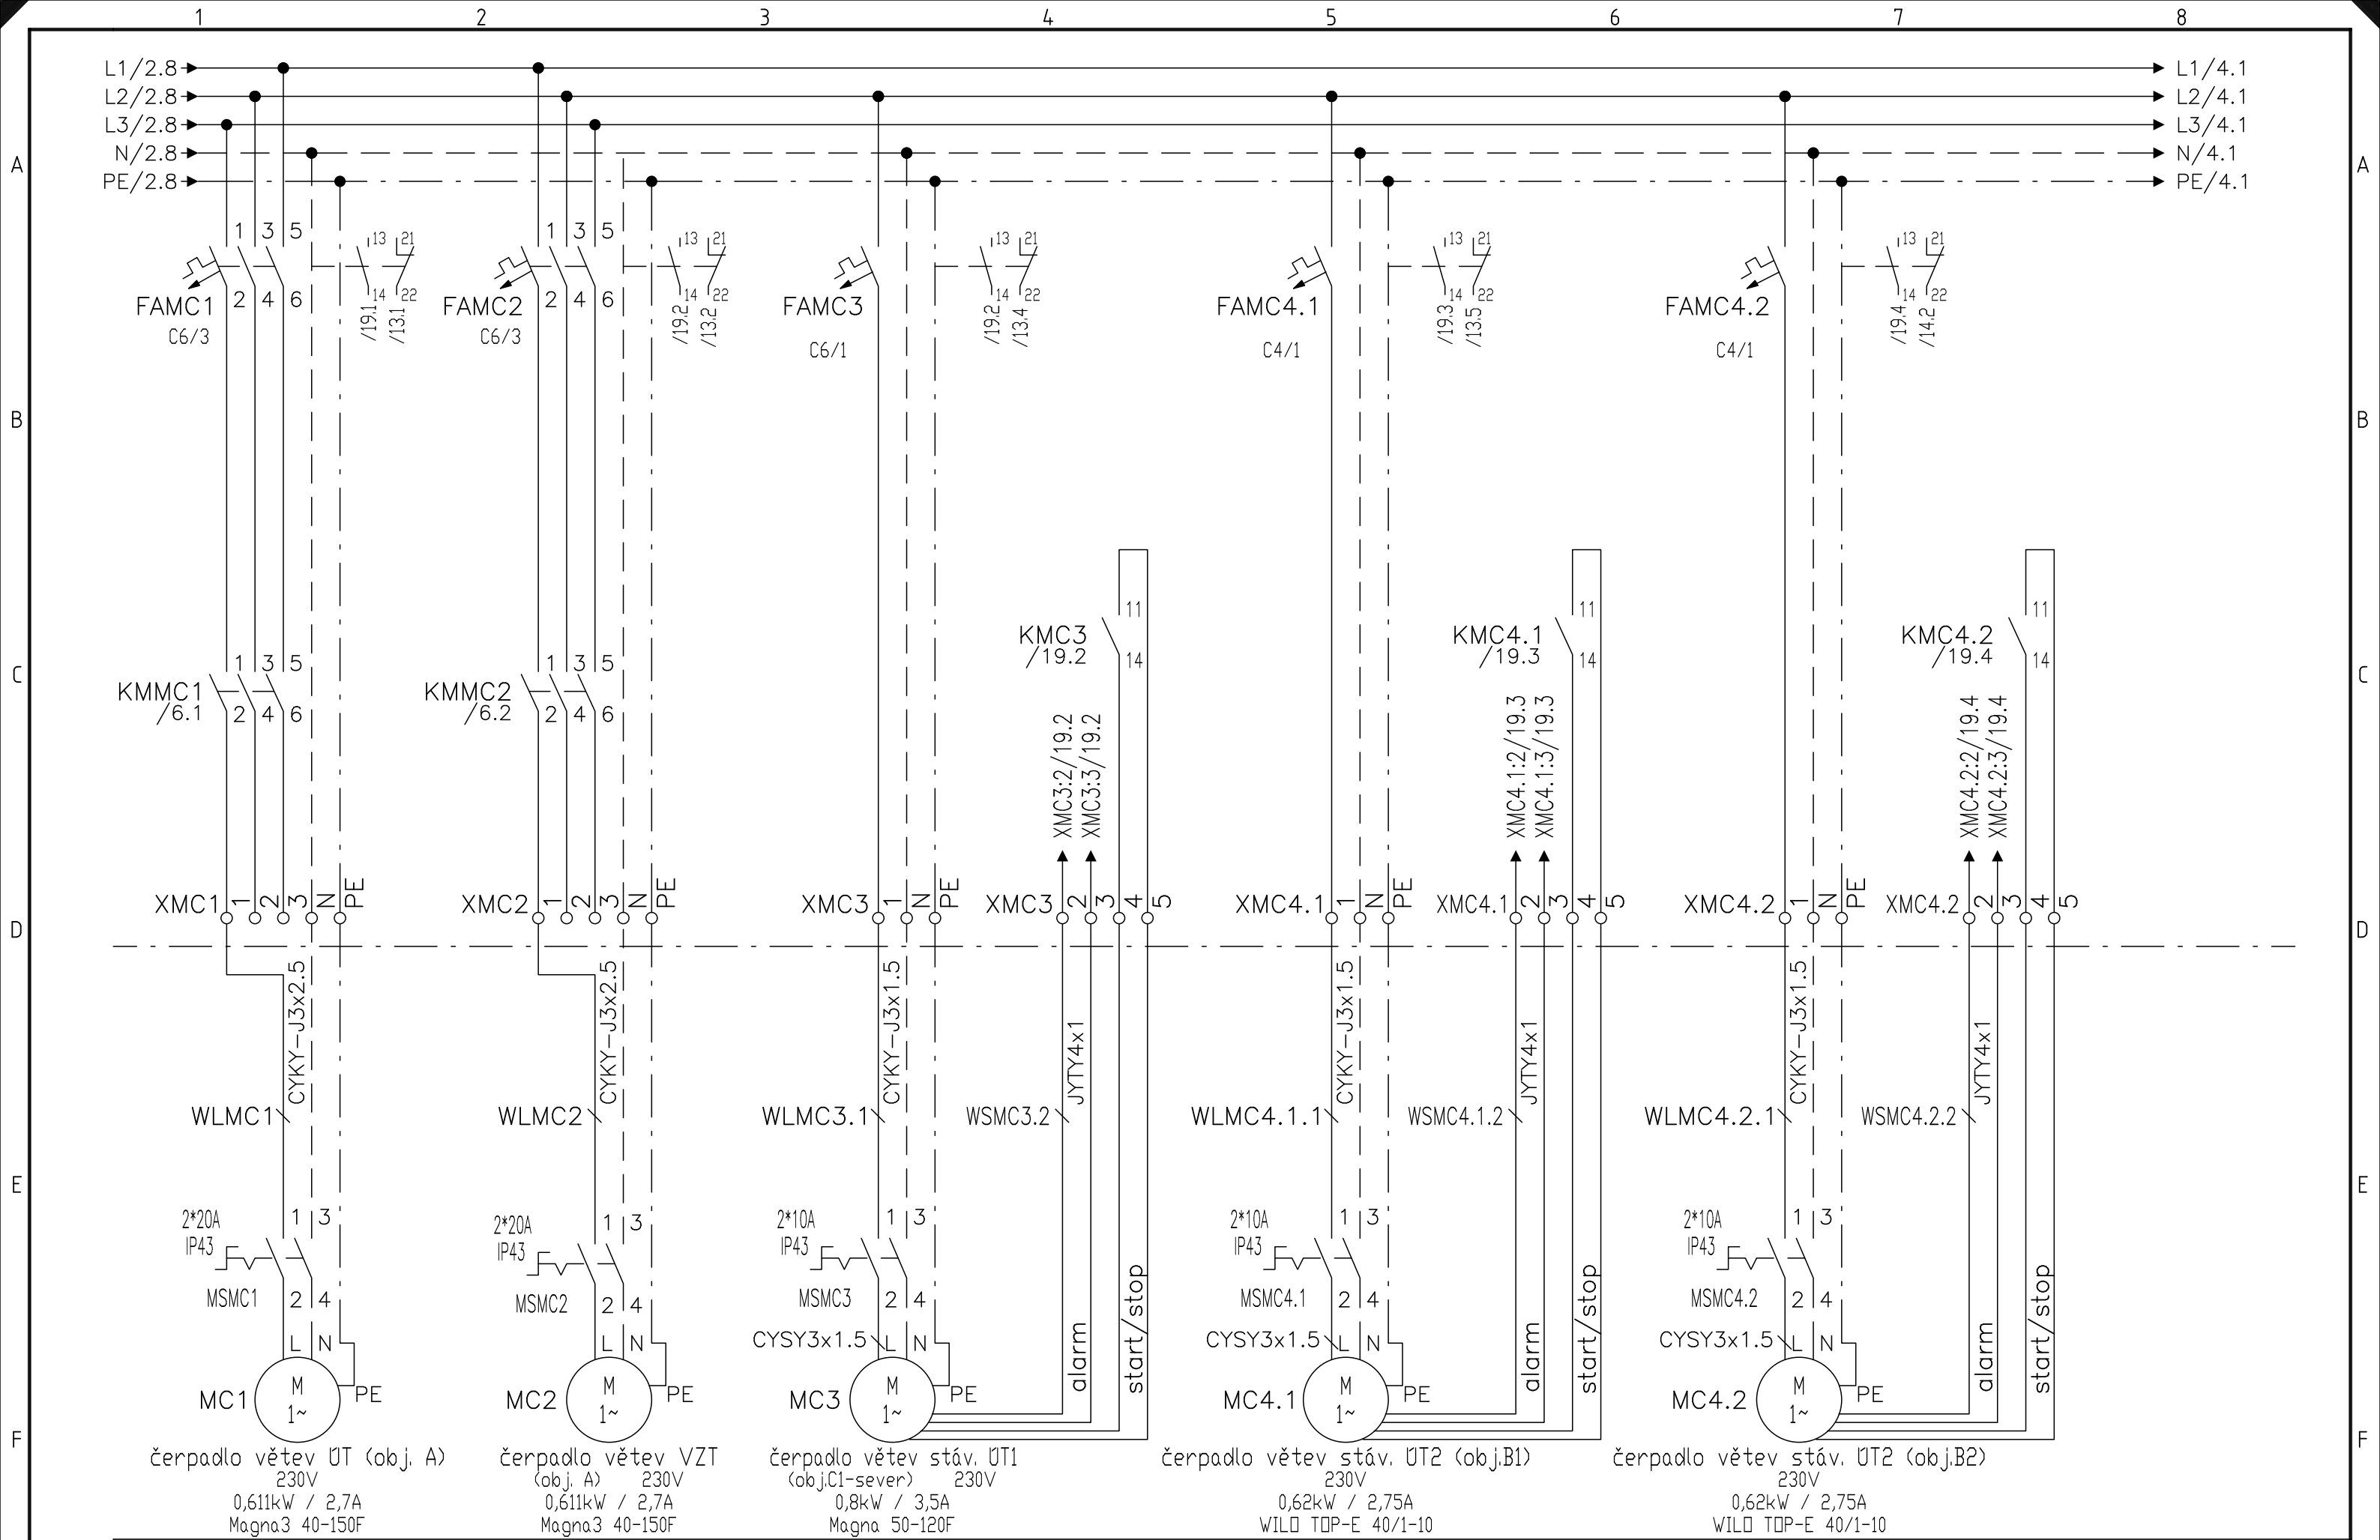 1 2 3 4 5 6 7 8
L1/2.8 L1/4.1
L2/2.8 L2/4.1
L3/2.8 L3/4.1
N/2.8 N/4.1
A A
PE/2.8 PE/4.1
1 3 5 13 21 1 3 5 13 21 13 21 13 21 13 21
2 4 6 14 22 2 4 6 14 22 14 22 14 22 14 22
FAMC1 FAMC2 FAMC3 FAMC4.1 FAMC4.2
/19.1 /13.1 /19.2 /13.2 /19.2 /13.4 /19.3 /13.5 /19.4 /14.2
C6/3 C6/3 C6/1 C4/1 C4/1
B B
11 11 11
KMC3 KMC4.1 KMC4.2
/19.2 /19.3 /19.4
14 14 14
1 3 5 1 3 5
C C
KMMC1 KMMC2
/6.1 /6.2
2 4 6 2 4 6
XMC3:2/19.2 XMC3:3/19.2 XMC4.1:2/19.3 XMC4.1:3/19.3 XMC4.2:2/19.4 XMC4.2:3/19.4
XMC1 1 2 3 N PE XMC2 1 2 3 N PE XMC3 1 N PE XMC3 2 3 4 5 XMC4.1 1 N PE XMC4.1 2 3 4 5 XMC4.2 1 N PE XMC4.2 2 3 4 5
D D
CYKY-J3x2.5 CYKY-J3x2.5 CYKY-J3x1.5 JYTY4x1 CYKY-J3x1.5 JYTY4x1 CYKY-J3x1.5 JYTY4x1
WLMC1 WLMC2 WLMC3.1 WSMC3.2 WLMC4.1.1 WSMC4.1.2 WLMC4.2.1 WSMC4.2.2
E E
2*20A 1 3 2*20A 1 3 2*10A 1 3 2*10A 1 3 2*10A 1 3
IP43 IP43 IP43 IP43 IP43
MSMC1 2 4 MSMC2 2 4 MSMC3 2 4 MSMC4.1 2 4 MSMC4.2 2 4
L N L N CYSY3x1.5 L N CYSY3x1.5 L N CYSY3x1.5 L N
alarm start/stop alarm start/stop alarm start/stop
MC1 M PE MC2 M PE MC3 M PE MC4.1 M PE MC4.2 M PE
1~ 1~ 1~ 1~ 1~
F F
čerpadlo větev ÚT (obj. A) čerpadlo větev VZT čerpadlo větev stáv. ÚT1 čerpadlo větev stáv. ÚT2 (obj.B1) čerpadlo větev stáv. ÚT2 (obj.B2)
230V (obj. A) 230V (obj.C1-sever) 230V 230V 230V
0,611kW / 2,7A 0,611kW / 2,7A 0,8kW / 3,5A 0,62kW / 2,75A 0,62kW / 2,75A
Magna3 40-150F Magna3 40-150F Magna 50-120F WILO TOP-E 40/1-10 WILO TOP-E 40/1-10